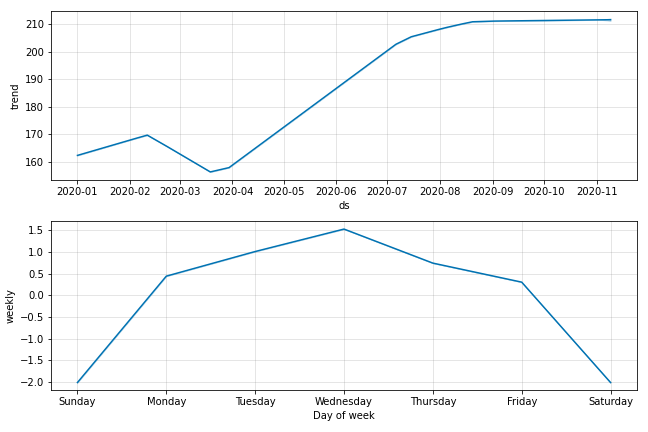 210
200
190
180
170
160
trend
2020-01 2020-02 2020-03 2020-04 2020-05 2020-06 2020-07 2020-08 2020-09 2020-10 2020-11
ds
1.5
1.0
0.5
0.0
−0.5
−1.0
−1.5
−2.0
weekly
Sunday Monday Tuesday Wednesday Thursday Friday Saturday
Day of week